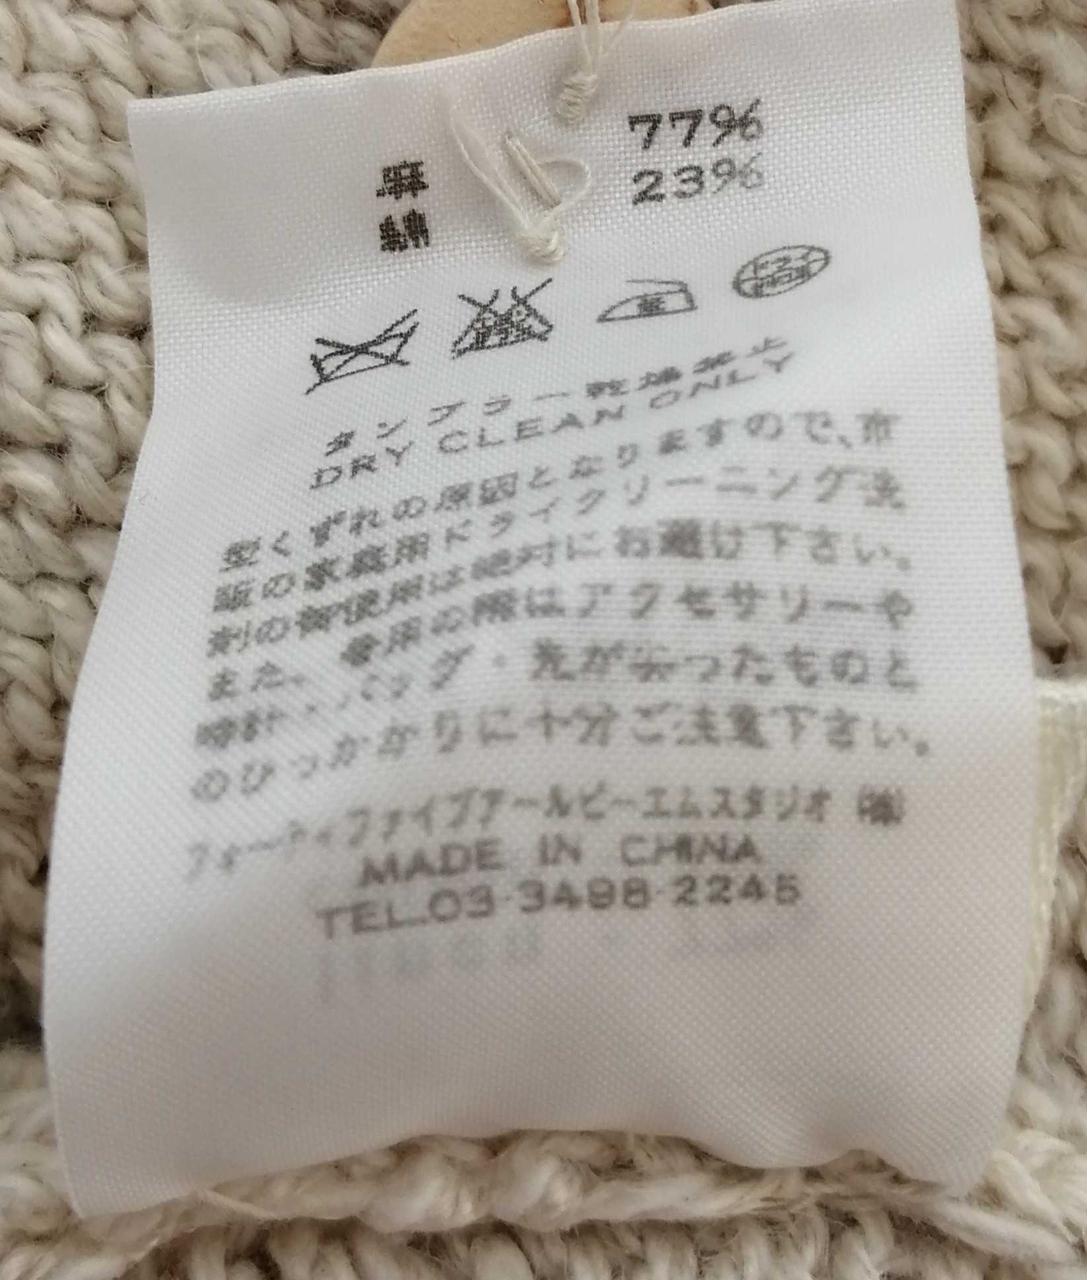 麻 77%
綿 23%
中
ドライ
タンブラー乾燥禁止
DRY CLEAN ONLY
型くずれの原因となりますので、市
販の家庭用ドライクリーニング洗
剤の御使用は絶対にお避け下さい。
また、着用の際はアクセサリーや
時計・バッグ・先が尖ったものと
のひっかかりに十分ご注意下さい。
フォーティファイブアールピーエムスタジオ ㈱
MADE IN CHINA
TEL.03-3498-2245